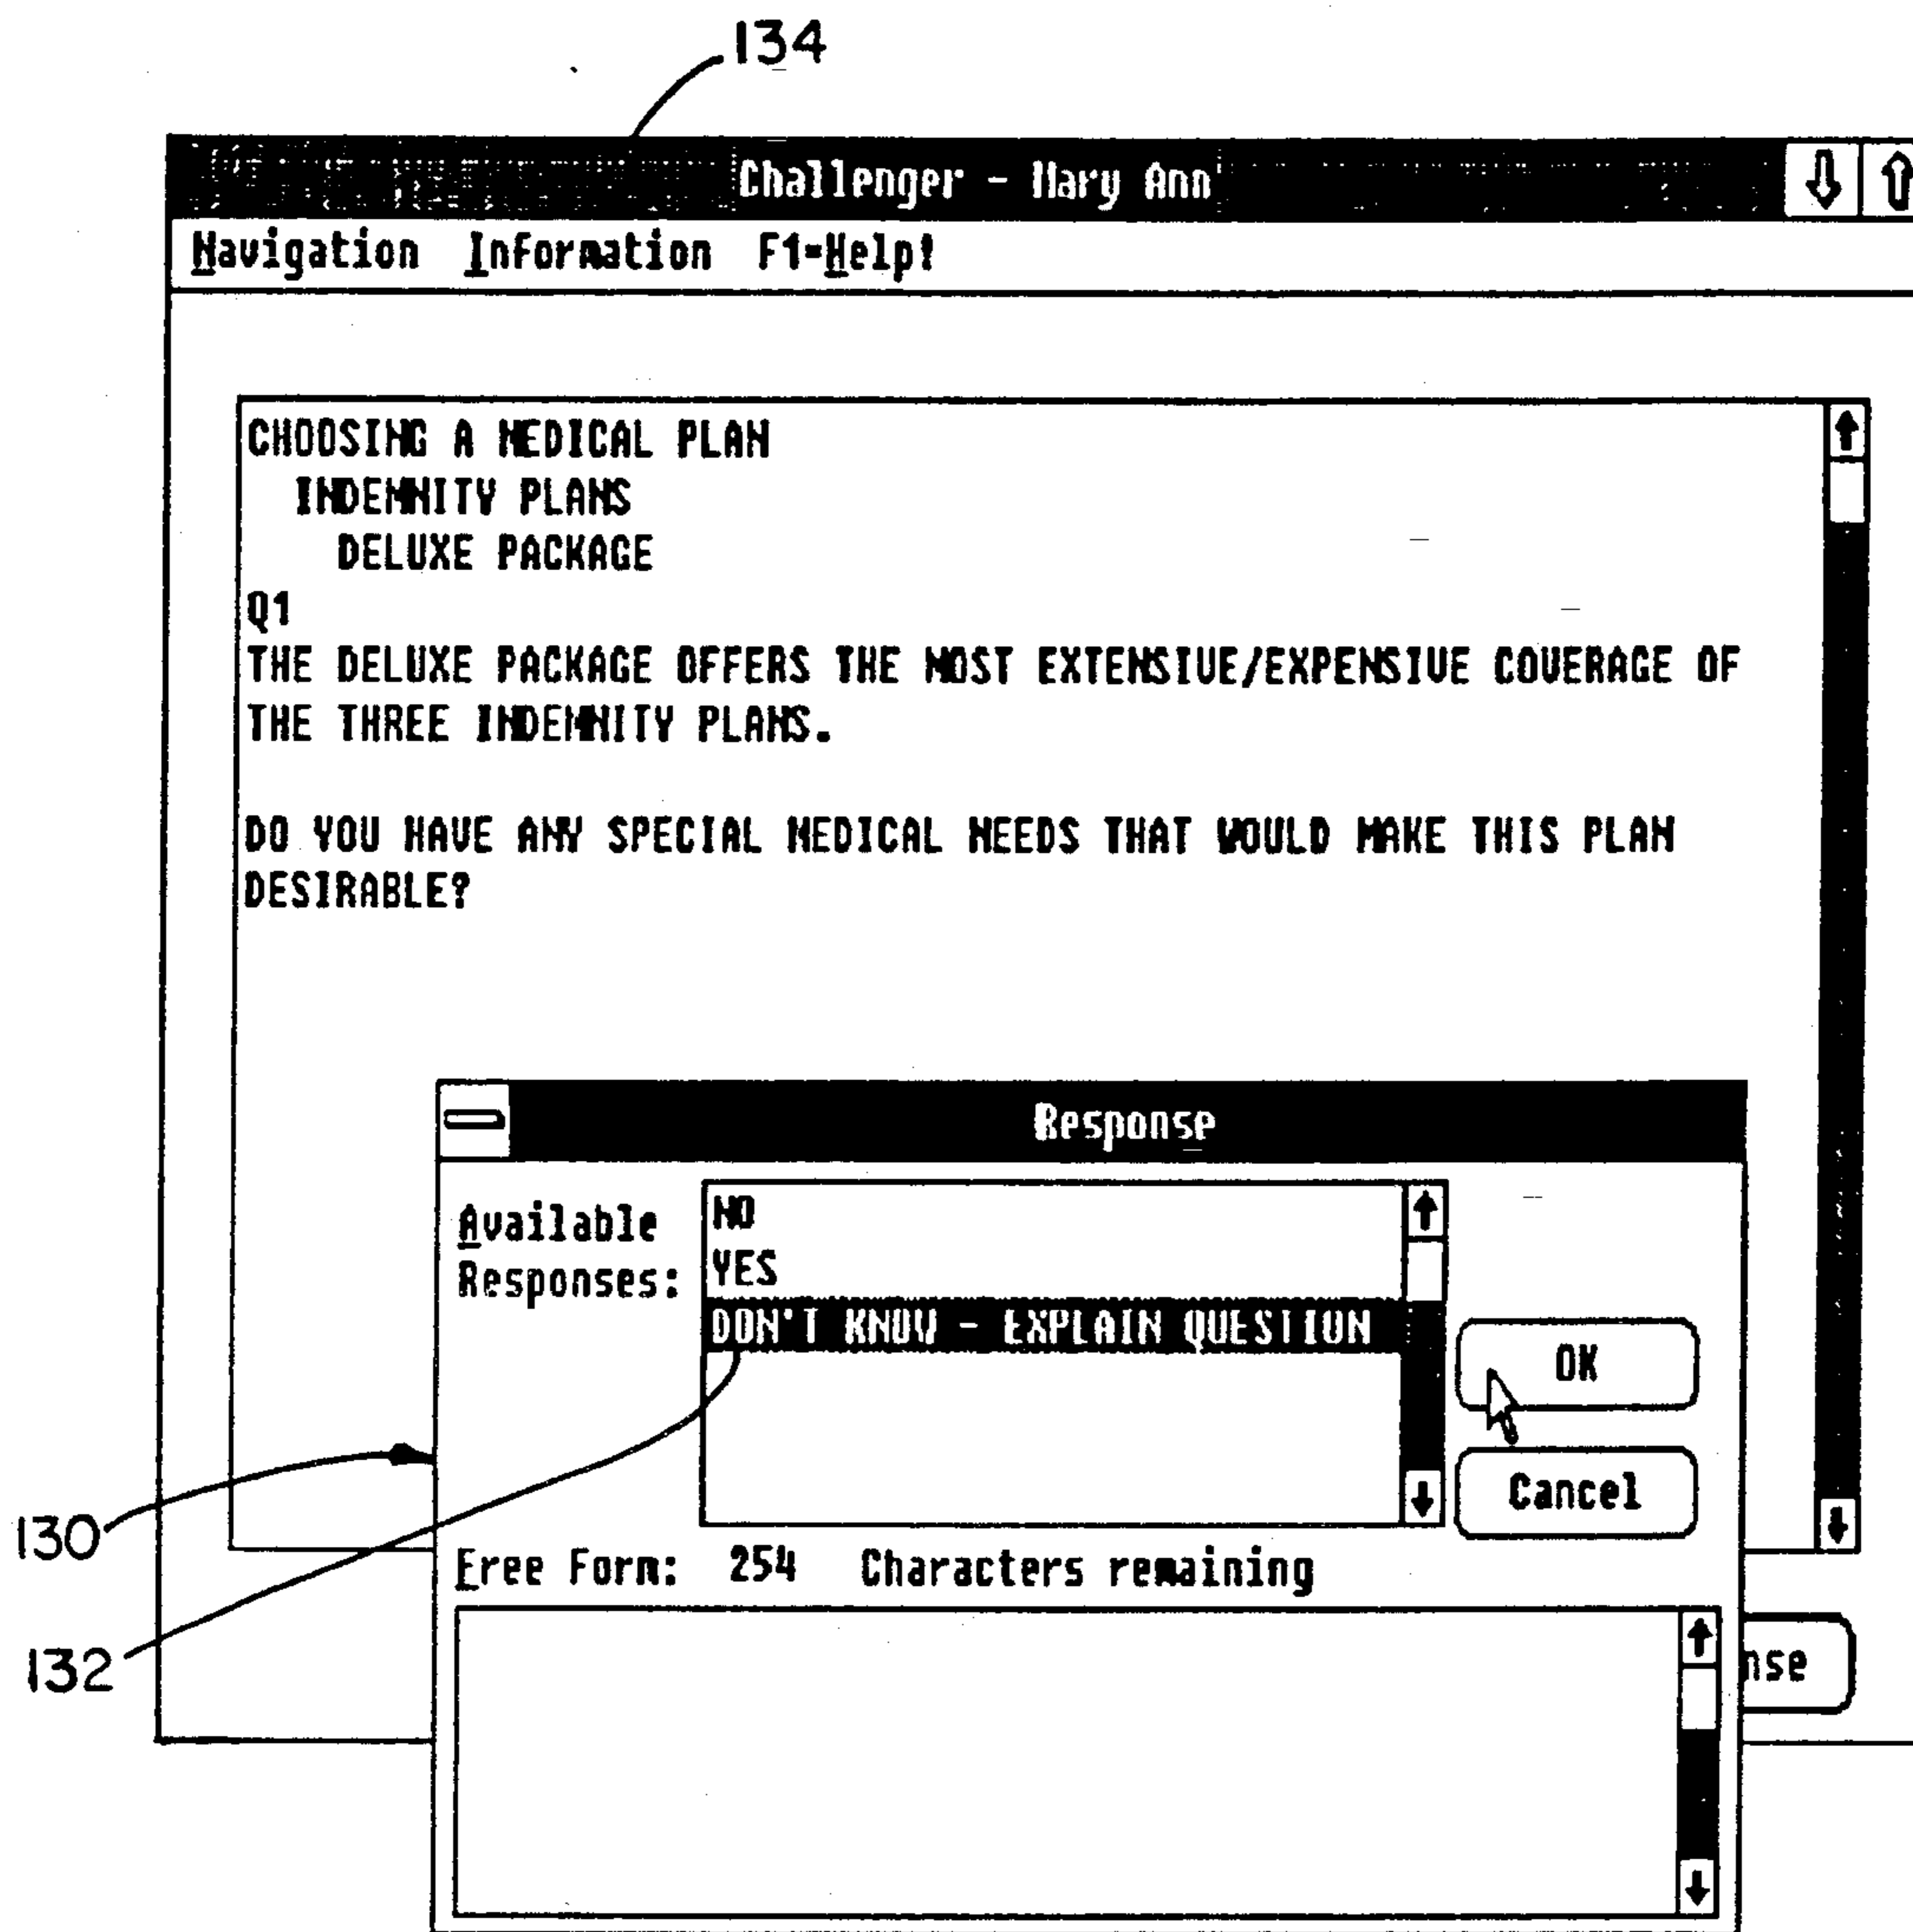 134
Challenger - Mary Ann
Navigation Information F1=Help!
CHOOSING A MEDICAL PLAN
INDEMNITY PLANS
DELUXE PACKAGE
Q1
THE DELUXE PACKAGE OFFERS THE MOST EXTENSIVE/EXPENSIVE COVERAGE OF
THE THREE INDEMNITY PLANS.
DO YOU HAVE ANY SPECIAL MEDICAL NEEDS THAT WOULD MAKE THIS PLAN
DESIRABLE?
Response
Available
Responses:
NO
YES
DON'T KNOW - EXPLAIN QUESTION
OK
Cancel
130
Free Form: 254 Characters remaining
132
nse